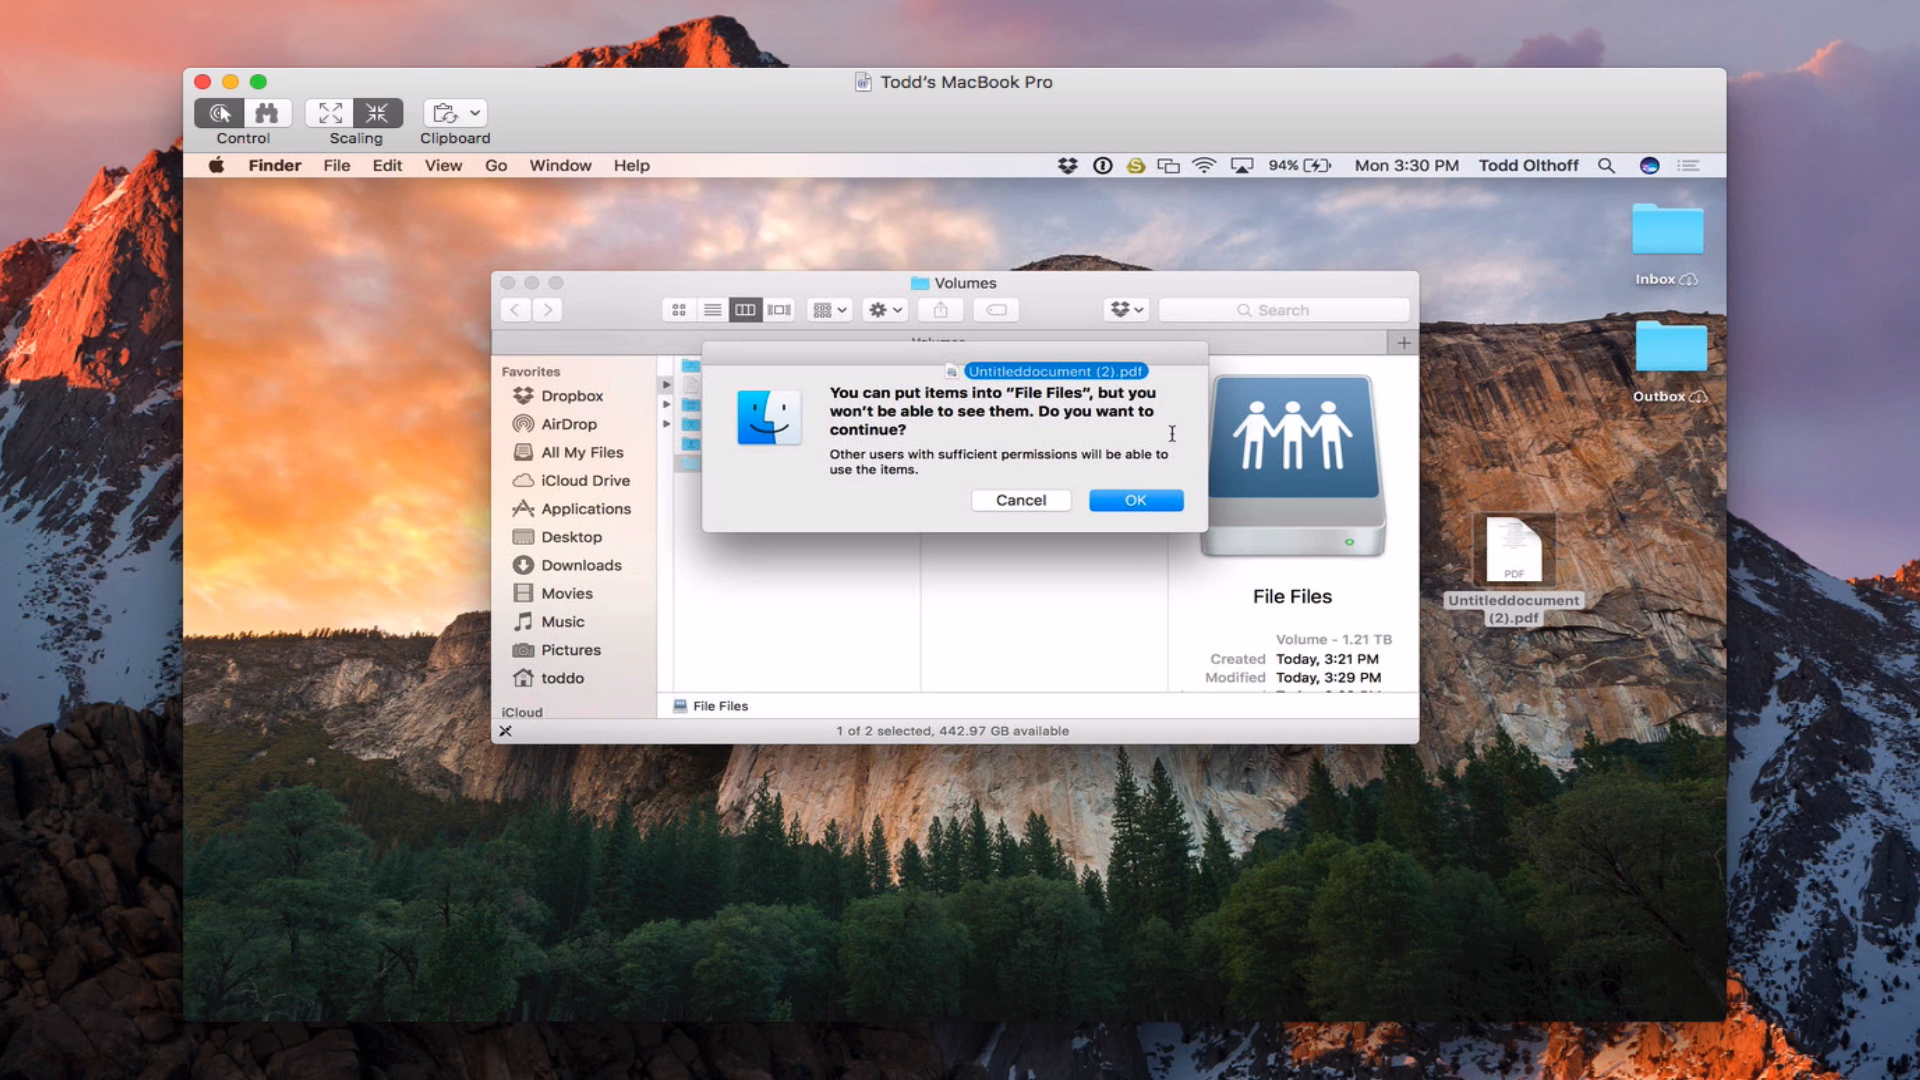 Todd's MacBook Pro
Control
Scaling
Clipboard
Finder File Edit View Go Window Help
94% Mon 3:30 PM Todd Olthoff
Inbox
Outbox
Volumes
Search
Favorites
Dropbox
AirDrop
All My Files
iCloud Drive
Applications
Desktop
Downloads
Movies
Music
Pictures
toddo
iCloud
Untitleddocument (2).pdf
You can put items into “File Files”, but you
won’t be able to see them. Do you want to
continue?
Other users with sufficient permissions will be able to
use the items.
Cancel
OK
File Files
Volume - 1.21 TB
Created Today, 3:21 PM
Modified Today, 3:29 PM
File Files
1 of 2 selected, 442.97 GB available
PDF
Untitleddocument
(2).pdf